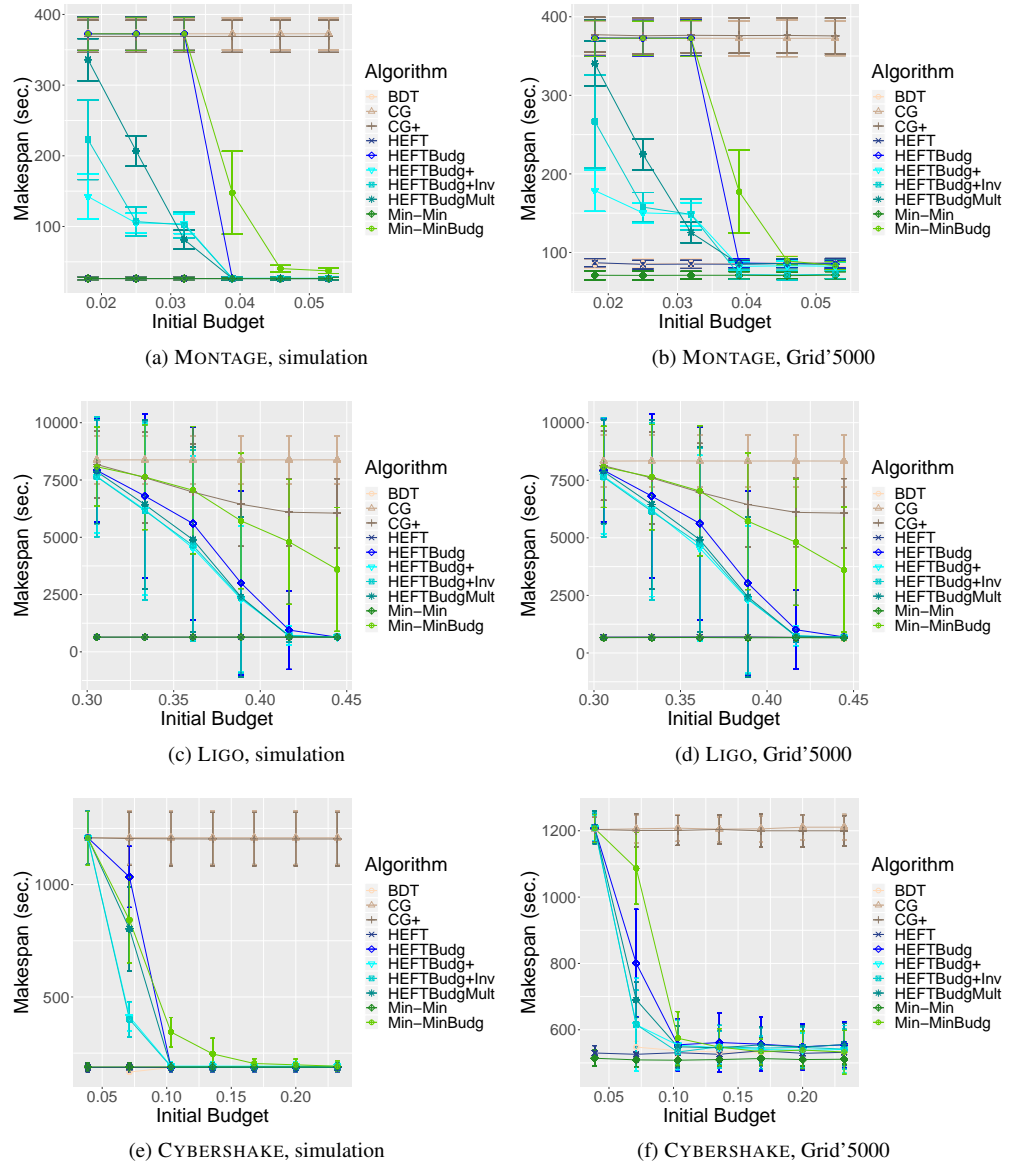 Makespan (sec.)
400
300
200
100
0.02
0.03
0.04
0.05
Initial Budget
Algorithm
BDT
CG
CG+
HEFT
HEFTBudg
HEFTBudg+
HEFTBudg+Inv
HEFTBudgMult
Min−Min
Min−MinBudg
(a) MONTAGE, simulation
Makespan (sec.)
400
300
200
100
0.02
0.03
0.04
0.05
Initial Budget
Algorithm
BDT
CG
CG+
HEFT
HEFTBudg
HEFTBudg+
HEFTBudg+Inv
HEFTBudgMult
Min−Min
Min−MinBudg
(b) MONTAGE, Grid'5000
Makespan (sec.)
10000
7500
5000
2500
0
0.30
0.35
0.40
0.45
Initial Budget
Algorithm
BDT
CG
CG+
HEFT
HEFTBudg
HEFTBudg+
HEFTBudg+Inv
HEFTBudgMult
Min−Min
Min−MinBudg
(c) LIGO, simulation
Makespan (sec.)
10000
7500
5000
2500
0
0.30
0.35
0.40
0.45
Initial Budget
Algorithm
BDT
CG
CG+
HEFT
HEFTBudg
HEFTBudg+
HEFTBudg+Inv
HEFTBudgMult
Min−Min
Min−MinBudg
(d) LIGO, Grid'5000
Makespan (sec.)
1000
500
0.05
0.10
0.15
0.20
Initial Budget
Algorithm
BDT
CG
CG+
HEFT
HEFTBudg
HEFTBudg+
HEFTBudg+Inv
HEFTBudgMult
Min−Min
Min−MinBudg
(e) CYBERSHAKE, simulation
Makespan (sec.)
1200
1000
800
600
0.05
0.10
0.15
0.20
Initial Budget
Algorithm
BDT
CG
CG+
HEFT
HEFTBudg
HEFTBudg+
HEFTBudg+Inv
HEFTBudgMult
Min−Min
Min−MinBudg
(f) CYBERSHAKE, Grid'5000